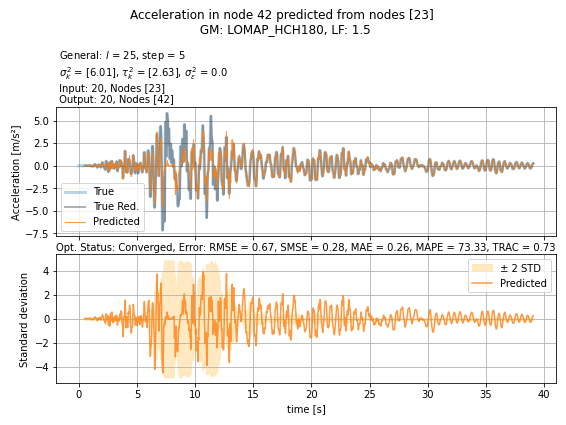 Acceleration in node 42 predicted from nodes [23]
GM: LOMAP_HCH180, LF: 1.5
General: l = 25, step = 5
σ²ₖ = [6.01], τ²ₖ = [2.63], σ²ε = 0.0
Input: 20, Nodes [23]
Output: 20, Nodes [42]
Acceleration [m/s²]
5.0
2.5
0.0
−2.5
−5.0
−7.5
True
True Red.
Predicted
Opt. Status: Converged, Error: RMSE = 0.67, SMSE = 0.28, MAE = 0.26, MAPE = 73.33, TRAC = 0.73
Standard deviation
4
2
0
−2
−4
± 2 STD
Predicted
0 5 10 15 20 25 30 35 40
time [s]